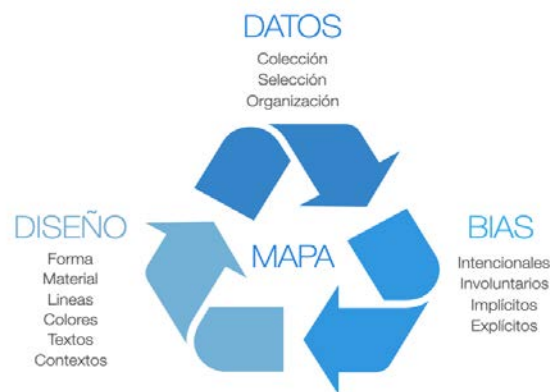 DATOS
Colección
Selección
Organización
DISEÑO
Forma
Material
Lineas
Colores
Textos
Contextos
MAPA
BIAS
Intencionales
Involuntarios
Implícitos
Explícitos